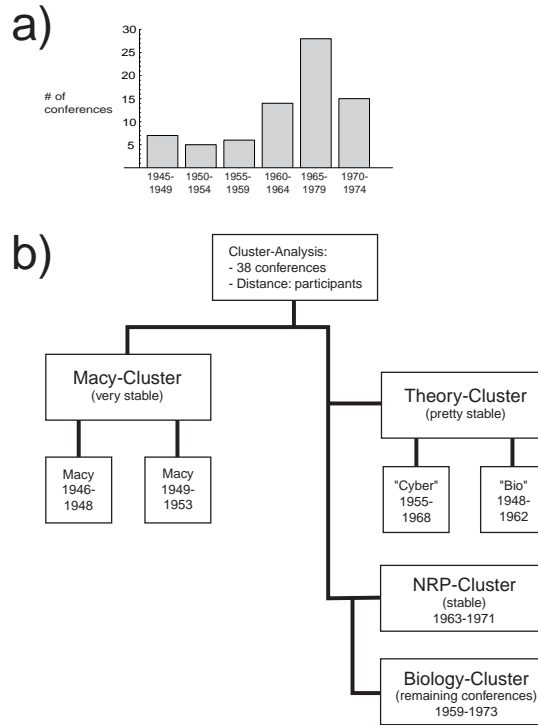 a)
30
25
20
15
10
5
# of
conferences
1945-
1949
1950-
1954
1955-
1959
1960-
1964
1965-
1979
1970-
1974
b)
Cluster-Analysis:
- 38 conferences
- Distance: participants
Macy-Cluster
(very stable)
Macy
1946-
1948
Macy
1949-
1953
Theory-Cluster
(pretty stable)
"Cyber"
1955-
1968
"Bio"
1948-
1962
NRP-Cluster
(stable)
1963-1971
Biology-Cluster
(remaining conferences)
1959-1973